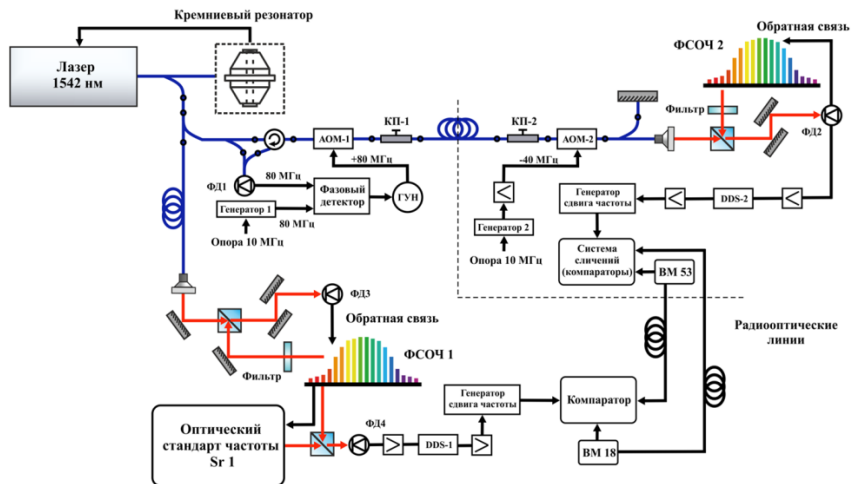 Кремниевый резонатор
Лазер
1542 нм
ФСОЧ 2
Обратная связь
Фильтр
ФД2
КП-1
КП-2
АОМ-1
АОМ-2
+80 МГц
-40 МГц
ФД1
80 МГц
Фазовый
детектор
ГУН
Генератор 1
80 МГц
Опора 10 МГц
Генератор 2
Опора 10 МГц
Генератор
сдвига частоты
DDS-2
Система
сличений
(компараторы)
ВМ 53
Радиооптические
линии
ФД3
Обратная связь
ФСОЧ 1
Фильтр
Оптический
стандарт частоты
Sr 1
ФД4
DDS-1
Генератор
сдвига частоты
Компаратор
ВМ 18